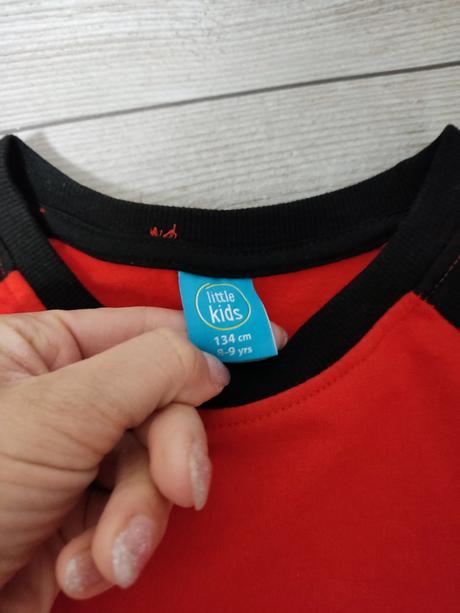 little
kids
134 cm
8-9 yrs